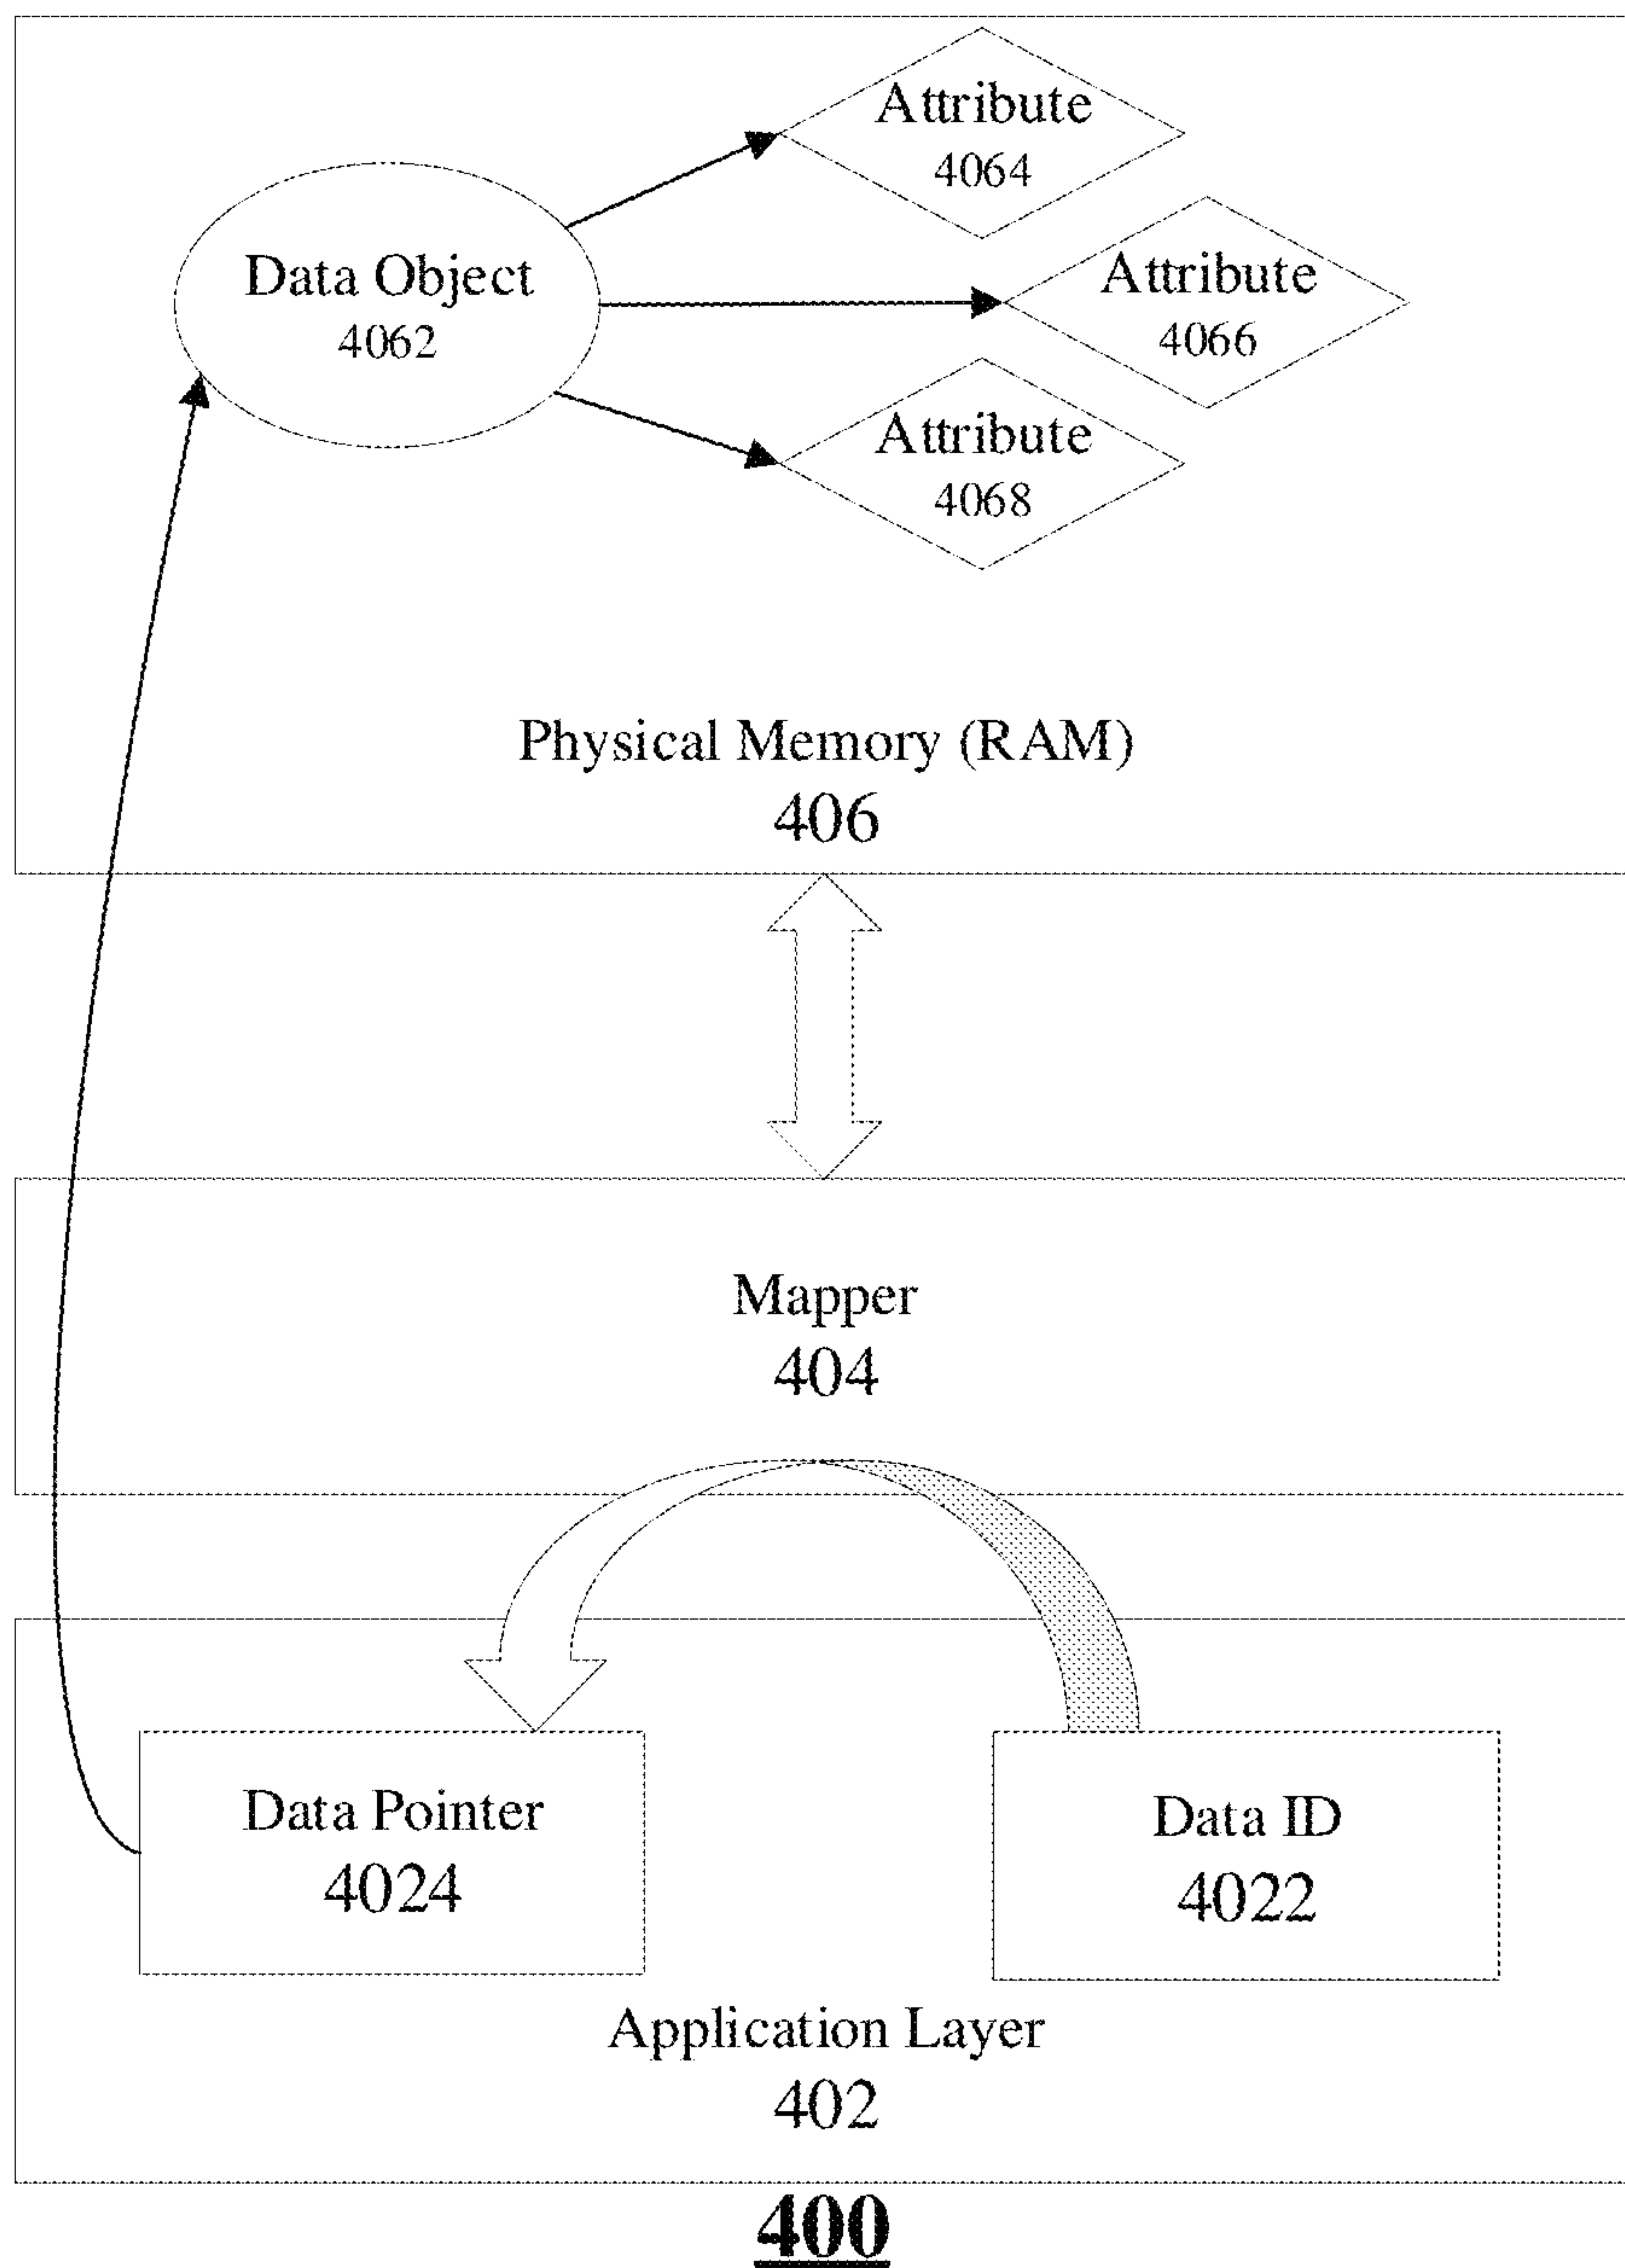 Attribute
4064
Data Object
4062
Attribute
4066
Attribute
4068
Physical Memory (RAM)
406
Mapper
404
Data Pointer
4024
Data ID
4022
Application Layer
402
400